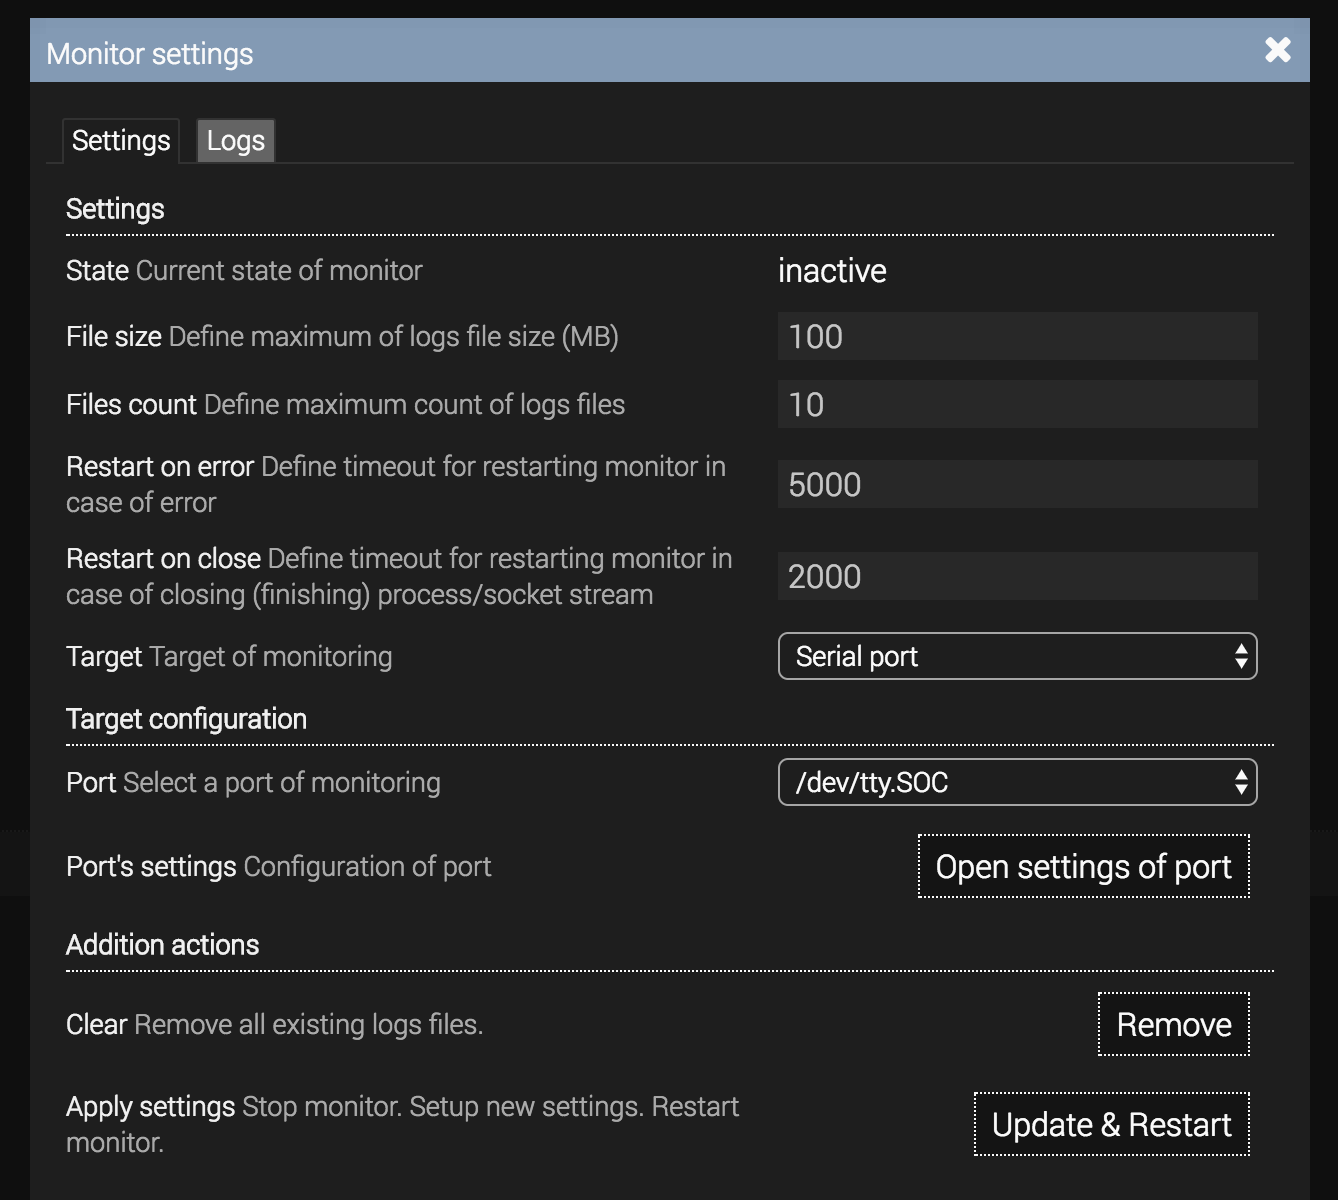 Monitor settings
Settings
Logs
Settings
State Current state of monitor
inactive
File size Define maximum of logs file size (MB)
100
Files count Define maximum count of logs files
10
Restart on error Define timeout for restarting monitor in
case of error
5000
Restart on close Define timeout for restarting monitor in
case of closing (finishing) process/socket stream
2000
Target Target of monitoring
Serial port
Target configuration
Port Select a port of monitoring
/dev/tty.SOC
Port's settings Configuration of port
Open settings of port
Addition actions
Clear Remove all existing logs files.
Remove
Apply settings Stop monitor. Setup new settings. Restart
monitor.
Update & Restart